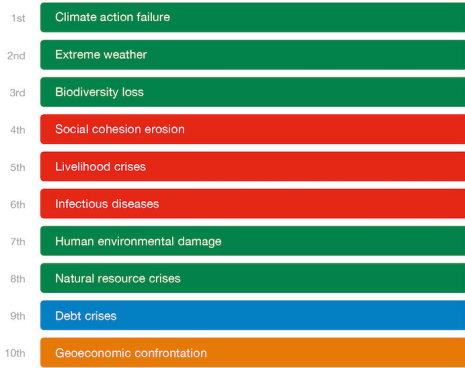 1st Climate action failure
2nd Extreme weather
3rd Biodiversity loss
4th Social cohesion erosion
5th Livelihood crises
6th Infectious diseases
7th Human environmental damage
8th Natural resource crises
9th Debt crises
10th Geoeconomic confrontation